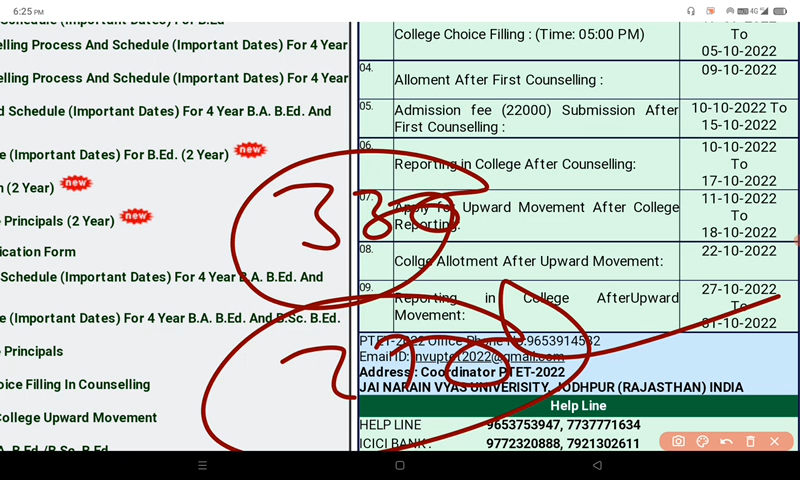 6:25 PM
4G
Schedule (Important Dates) For B.Ed
elling Process And Schedule (Important Dates) For 4 Year
elling Process And Schedule (Important Dates) For 4 Year
d Schedule (Important Dates) For 4 Year B.A. B.Ed. And
e (Important Dates) For B.Ed. (2 Year) new
n (2 Year) new
e Principals (2 Year) new
ication Form
Schedule (Important Dates) For 4 Year B.A. B.Ed. And
e (Important Dates) For 4 Year B.A. B.Ed. And B.Sc. B.Ed.
e Principals
oice Filling In Counselling
College Upward Movement
College Choice Filling : (Time: 05:00 PM)
To
05-10-2022
04.
Alloment After First Counselling :
09-10-2022
05.
Admission fee (22000) Submission After
First Counselling :
10-10-2022 To
15-10-2022
06.
Reporting in College After Counselling:
10-10-2022
To
17-10-2022
07.
Apply for Upward Movement After College
Reporting:
11-10-2022
To
18-10-2022
08.
Collge Allotment After Upward Movement:
22-10-2022
09.
Reporting in College AfterUpward
Movement:
27-10-2022
To
31-10-2022
330
270
PTET-2022 Office Phone No:9653914532
Email ID: jnvuptet2022@gmail.com
Address : Coordinator PTET-2022
JAI NARAIN VYAS UNIVERISITY, JODHPUR (RAJASTHAN) INDIA
Help Line
HELP LINE 9653753947, 7737771634
ICICI BANK : 9772320888, 7921302611